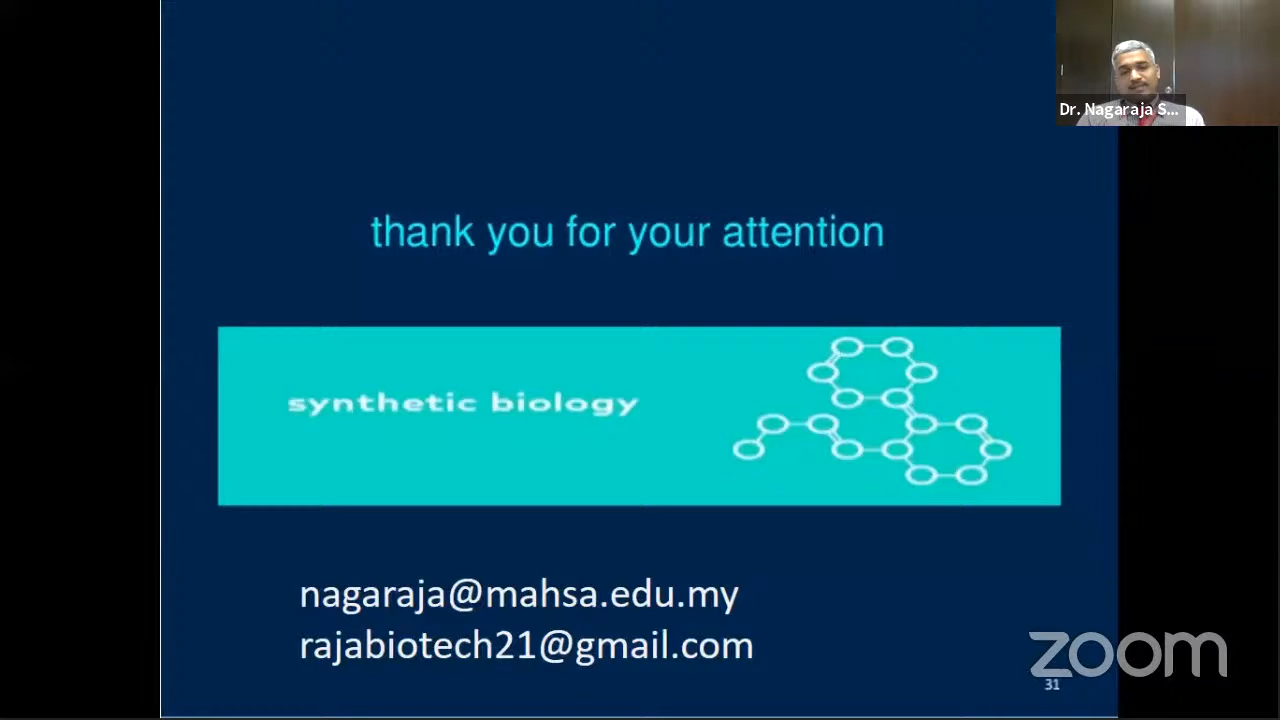 Dr. Nagaraja S...
thank you for your attention
synthetic biology
nagaraja@mahsa.edu.my
rajabiotech21@gmail.com
zoom
31